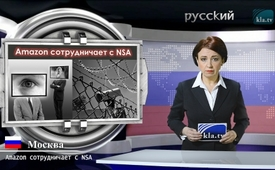 русский
kla.tv
Amazon сотрудничает с NSA
kla.tv
Москва
Amazon сотрудничает с NSA